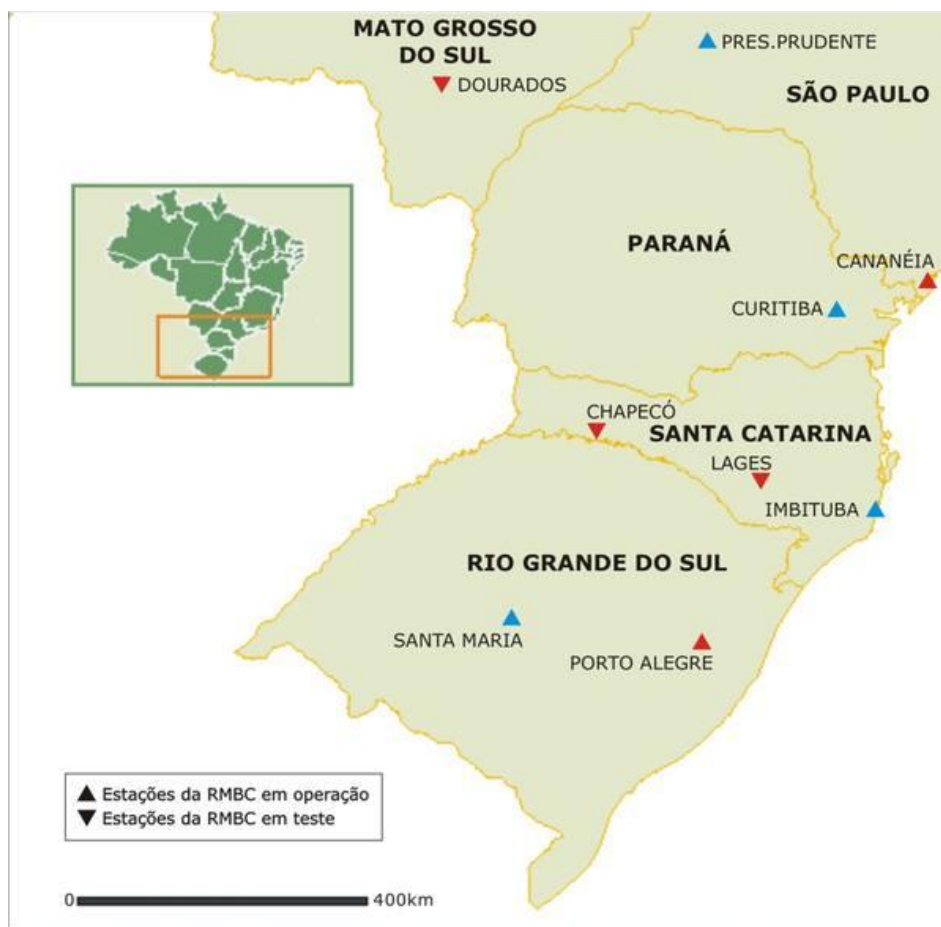 MATO GROSSO
DO SUL
PRES.PRUDENTE
DOURADOS
SÃO PAULO
PARANÁ
CANANÉIA
CURITIBA
CHAPECÓ
SANTA CATARINA
LAGES
IMBITUBA
RIO GRANDE DO SUL
SANTA MARIA
PORTO ALEGRE
Estações da RMBC em operação
Estações da RMBC em teste
0 400km